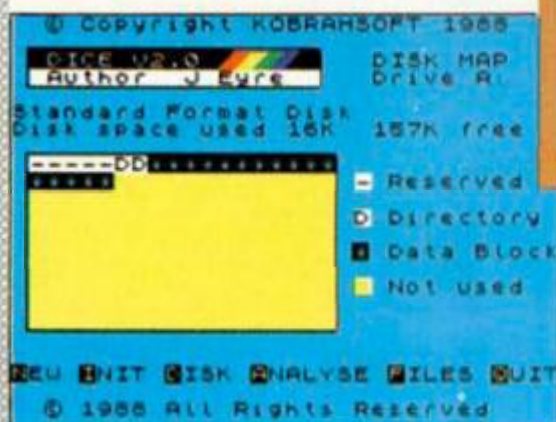 © Copyright KOBRAHSOFT 1988
DICE V2.0
Author J Eyre
DISK MAP
Drive A:
Standard Format Disk
Disk space used 16K 157K free
-----DD
- Reserved
D Directory
Data Block
Not used
NEW INIT DISK ANALYSE FILES QUIT
© 1988 All Rights Reserved